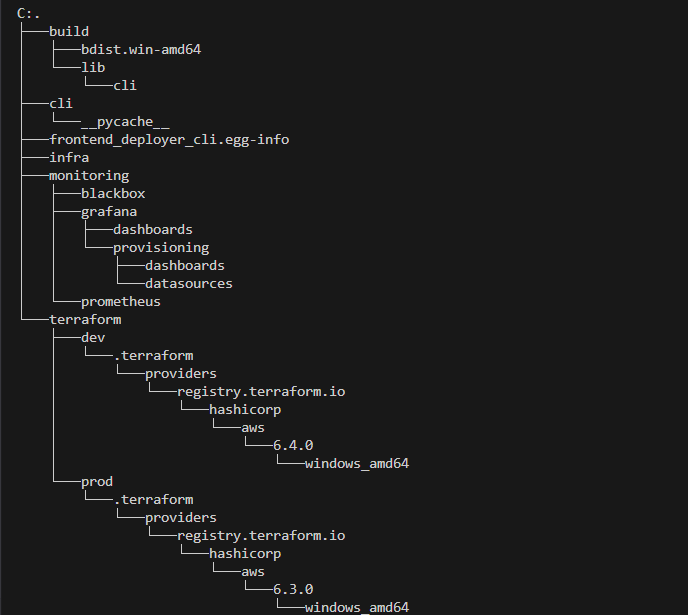 C:.
├───build
│   ├───bdist.win-amd64
│   └───lib
│       └───cli
├───cli
│   └───__pycache__
├───frontend_deployer_cli.egg-info
├───infra
├───monitoring
│   ├───blackbox
│   ├───grafana
│   │   ├───dashboards
│   │   └───provisioning
│   │       ├───dashboards
│   │       └───datasources
│   └───prometheus
└───terraform
    ├───dev
    │   └───.terraform
    │       └───providers
    │           └───registry.terraform.io
    │               └───hashicorp
    │                   └───aws
    │                       └───6.4.0
    │                           └───windows_amd64
    └───prod
        └───.terraform
            └───providers
                └───registry.terraform.io
                    └───hashicorp
                        └───aws
                            └───6.3.0
                                └───windows_amd64